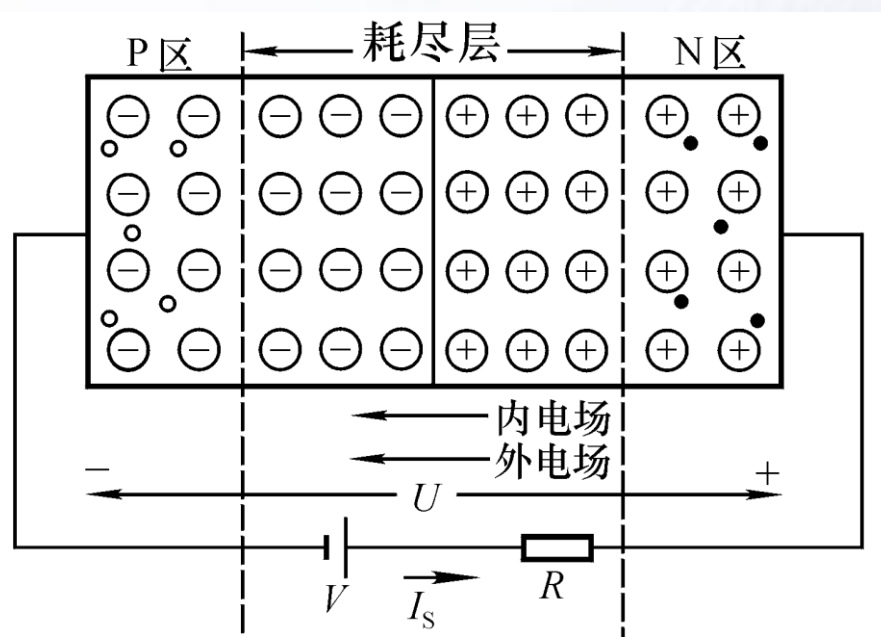 P区 耗尽层 N区
− − − − − + + + + +
− − − − − + + + + +
− − − − − + + + + +
− − − − − + + + + +
内电场
外电场
− U +
V I_S R